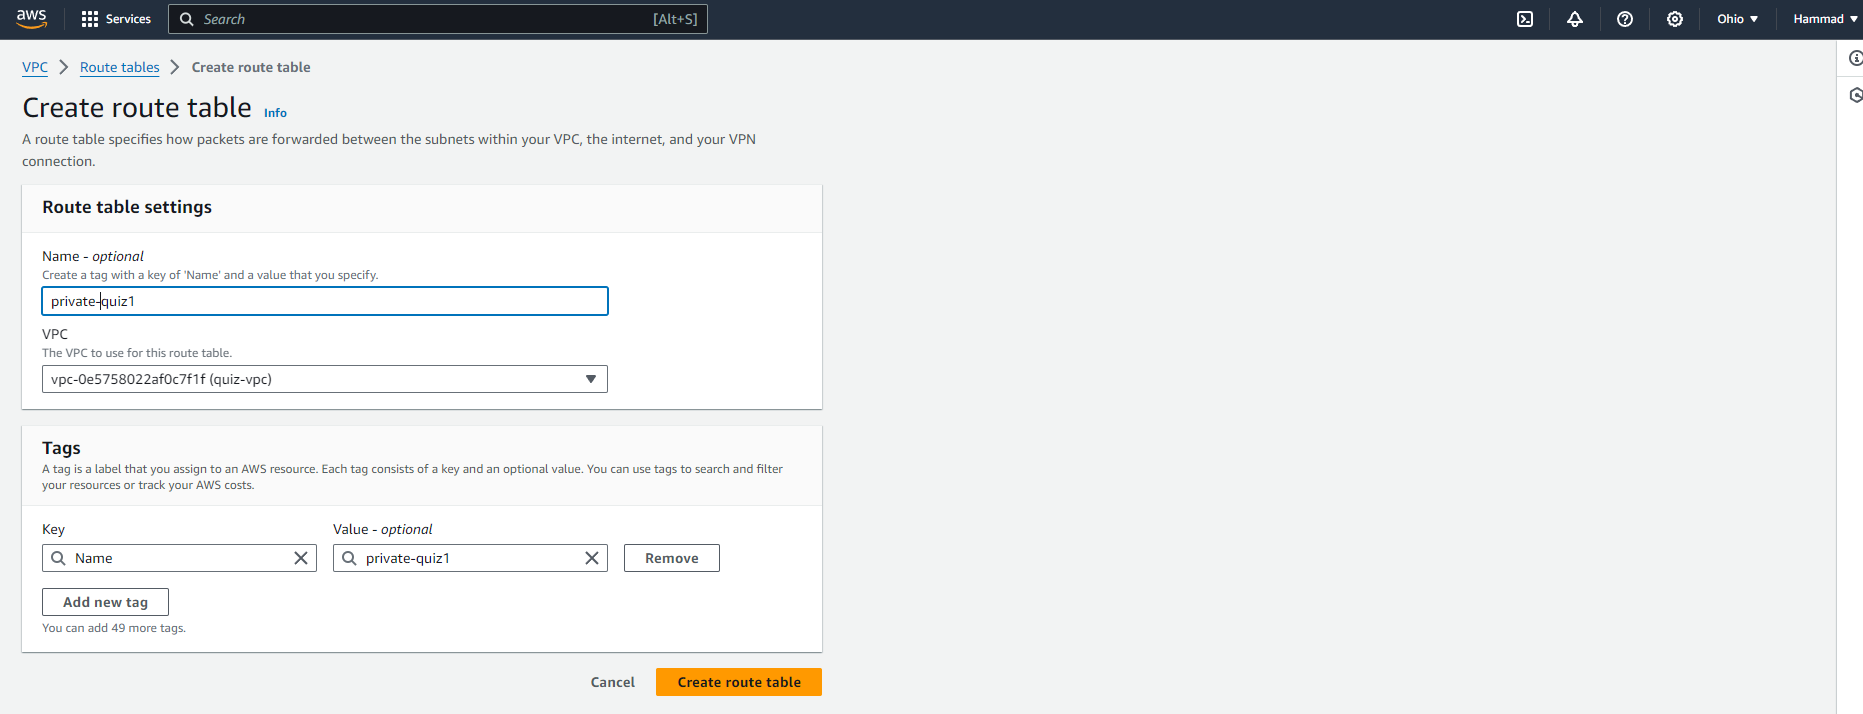 aws Services Search [Alt+S] Ohio Hammad
VPC Route tables Create route table
Create route table Info
A route table specifies how packets are forwarded between the subnets within your VPC, the internet, and your VPN
connection.
Route table settings
Name - optional
Create a tag with a key of 'Name' and a value that you specify.
private-quiz1
VPC
The VPC to use for this route table.
vpc-0e5758022af0c7f1f (quiz-vpc)
Tags
A tag is a label that you assign to an AWS resource. Each tag consists of a key and an optional value. You can use tags to search and filter
your resources or track your AWS costs.
Key Value - optional
Name private-quiz1 Remove
Add new tag
You can add 49 more tags.
Cancel Create route table